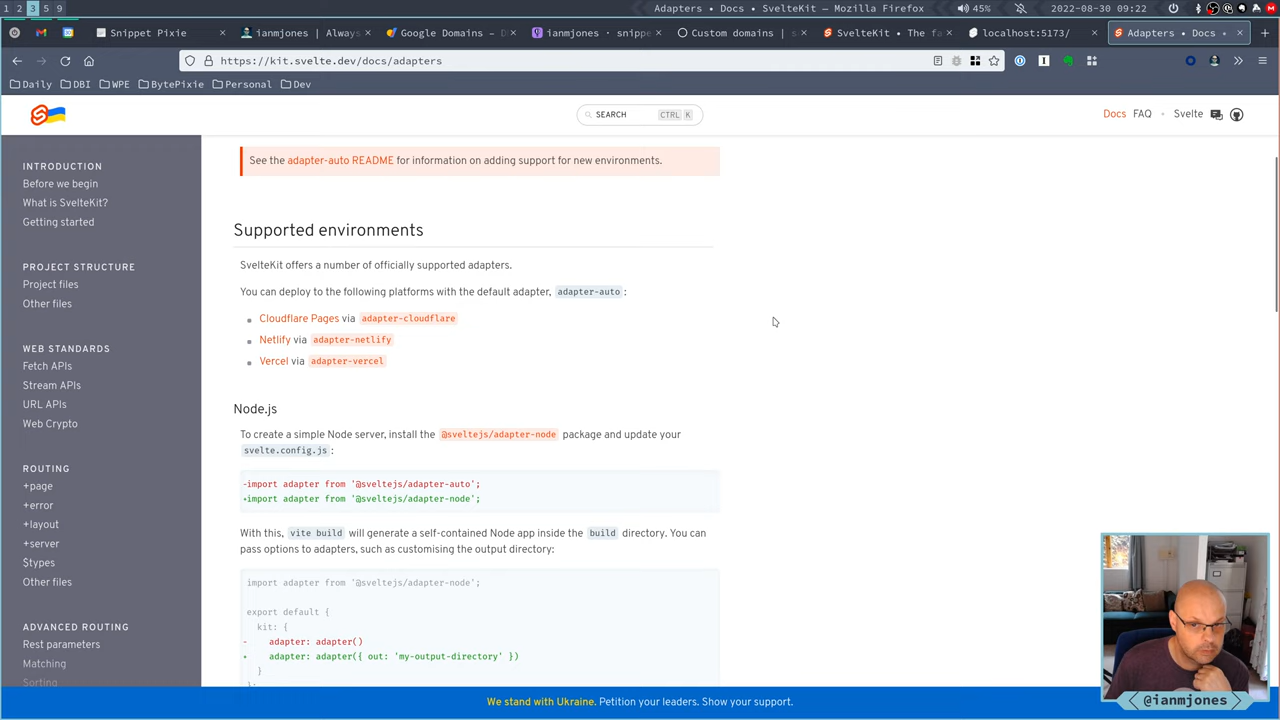 1 2 3 5 9
Adapters • Docs • SvelteKit — Mozilla Firefox
45%
2022-08-30 09:22
Snippet Pixie
ianmjones | Always
Google Domains – D
ianmjones · snippe
Custom domains | s
SvelteKit • The fa
localhost:5173/
Adapters • Docs •
https://kit.svelte.dev/docs/adapters
Daily
DBI
WPE
BytePixie
Personal
Dev
SEARCH CTRL K
Docs FAQ • Svelte
INTRODUCTION
Before we begin
What is SvelteKit?
Getting started
PROJECT STRUCTURE
Project files
Other files
WEB STANDARDS
Fetch APIs
Stream APIs
URL APIs
Web Crypto
ROUTING
+page
+error
+layout
+server
$types
Other files
ADVANCED ROUTING
Rest parameters
Matching
Sorting
See the adapter-auto README for information on adding support for new environments.
Supported environments
SvelteKit offers a number of officially supported adapters.
You can deploy to the following platforms with the default adapter, adapter-auto :
Cloudflare Pages via adapter-cloudflare
Netlify via adapter-netlify
Vercel via adapter-vercel
Node.js
To create a simple Node server, install the @sveltejs/adapter-node package and update your
svelte.config.js :
-import adapter from '@sveltejs/adapter-auto';
+import adapter from '@sveltejs/adapter-node';
With this, vite build will generate a self-contained Node app inside the build directory. You can
pass options to adapters, such as customising the output directory:
import adapter from '@sveltejs/adapter-node';
export default {
kit: {
- adapter: adapter()
+ adapter: adapter({ out: 'my-output-directory' })
}
};
We stand with Ukraine. Petition your leaders. Show your support.
@ianmjones